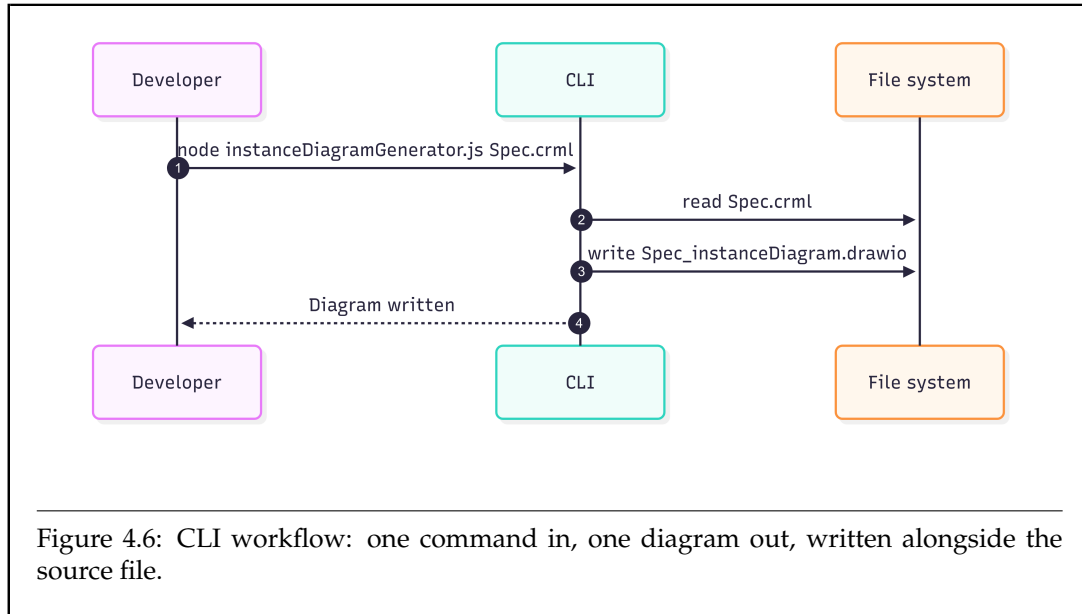 Developer
CLI
File system
node instanceDiagramGenerator.js Spec.crml
1
read Spec.crml
2
write Spec_instanceDiagram.drawio
3
Diagram written
4
Developer
CLI
File system
Figure 4.6: CLI workflow: one command in, one diagram out, written alongside the
source file.